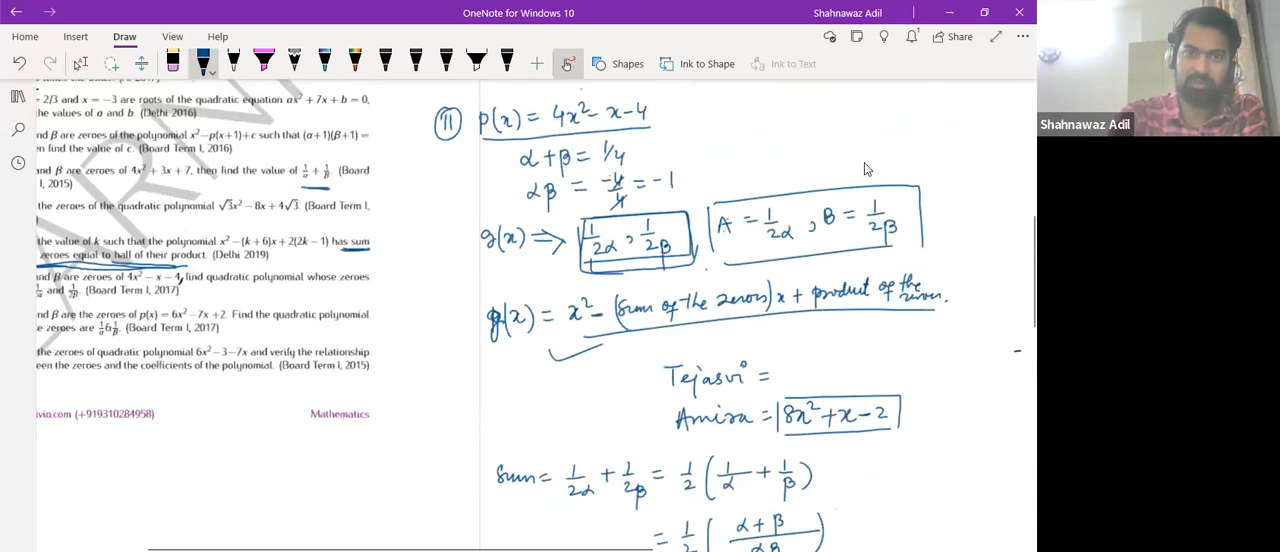 OneNote for Windows 10
Shahnawaz Adil
Home Insert Draw View Help
Share
Shapes Ink to Shape Ink to Text
= 2/3 and x = −3 are roots of the quadratic equation ax² + 7x + b = 0,
he values of a and b. (Delhi 2016)
nd β are zeroes of the polynomial x² − p(x+1)+c such that (α+1)(β+1) =
en find the value of c. (Board Term I, 2016)
and β are zeroes of 4x² + 3x + 7, then find the value of 1/α + 1/β. (Board
I, 2015)
the zeroes of the quadratic polynomial √3x² − 8x + 4√3. (Board Term I,
the value of k such that the polynomial x² − (k + 6)x + 2(2k − 1) has sum
zeroes equal to half of their product. (Delhi 2019)
and β are zeroes of 4x² − x − 4, find quadratic polynomial whose zeroes
and 1/2β. (Board Term I, 2017)
nd β are the zeroes of p(x) = 6x² − 7x + 2. Find the quadratic polynomial
e zeroes are 1/α & 1/β. (Board Term I, 2017)
the zeroes of quadratic polynomial 6x² − 3 − 7x and verify the relationship
een the zeroes and the coefficients of the polynomial. (Board Term I, 2015)
ivia.com (+919310284958) Mathematics
11 p(x) = 4x² − x − 4
α + β = 1/4
αβ = −4/4 = −1
g(x) ⇒ 1/2α , 1/2β , A = 1/2α , B = 1/2β
g(x) = x² − (Sum of the zeros)x + product of the zeros.
Tejasvi =
Amira = 8x² + x − 2
Sum = 1/2α + 1/2β = 1/2 (1/α + 1/β)
= 1/2 (α + β / αβ)
Shahnawaz Adil